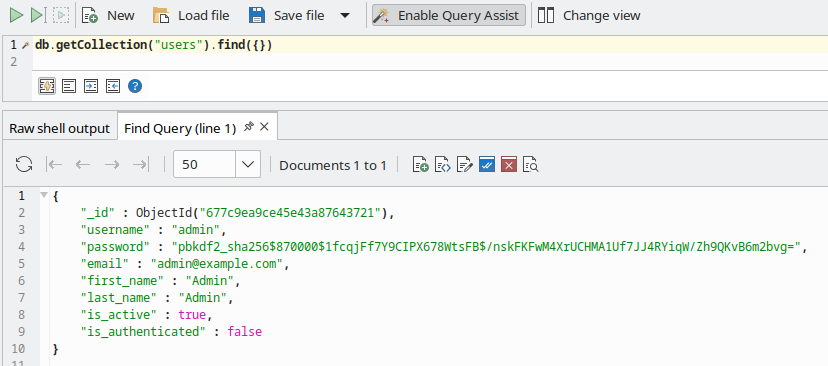 New Load file Save file Enable Query Assist Change view
1 db.getCollection("users").find({})
2
Raw shell output Find Query (line 1)
50 Documents 1 to 1
1 {
2 "_id" : ObjectId("677c9ea9ce45e43a87643721"),
3 "username" : "admin",
4 "password" : "pbkdf2_sha256$870000$1fcqjFf7Y9CIPX678WtsFB$/nskFKFwM4XrUCHMA1Uf7JJ4RYiqW/Zh9QKvB6m2bvg=",
5 "email" : "admin@example.com",
6 "first_name" : "Admin",
7 "last_name" : "Admin",
8 "is_active" : true,
9 "is_authenticated" : false
10 }
11